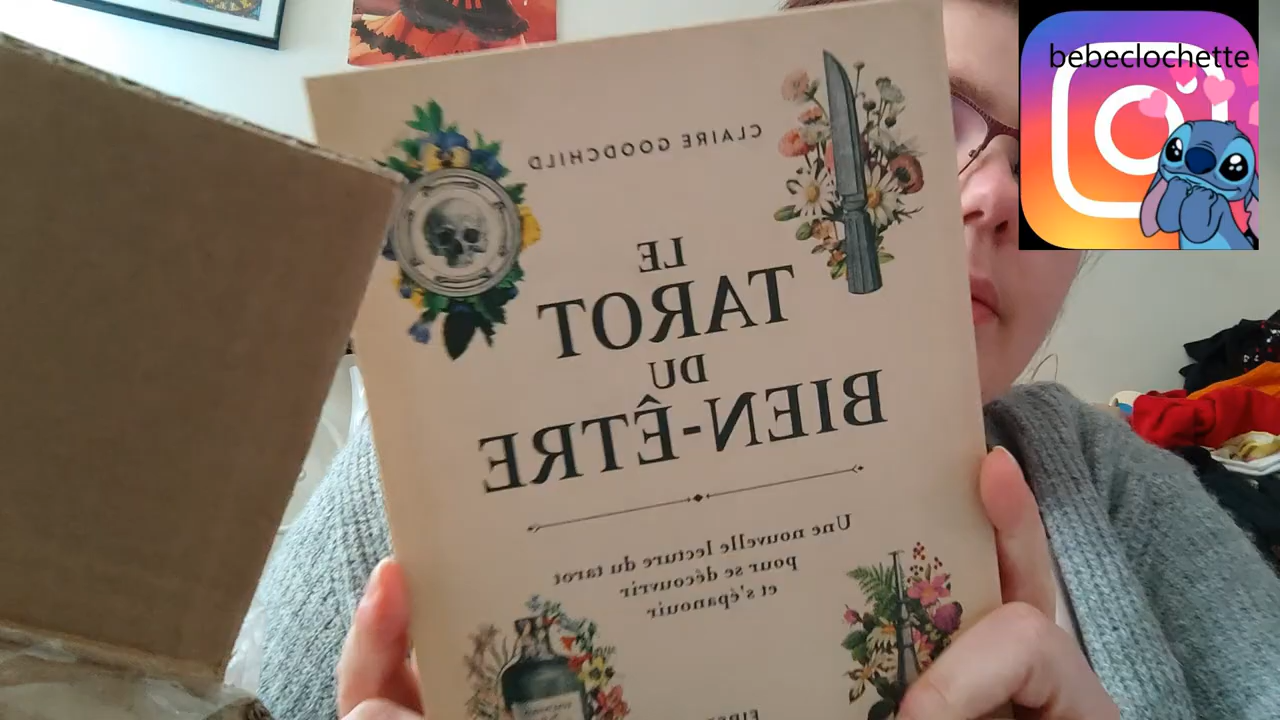 bebeclochette
CLAIRE GOODCHILD
LE
TAROT
DU
BIEN-ÊTRE
Une nouvelle lecture du tarot
pour se découvrir
et s'épanouir